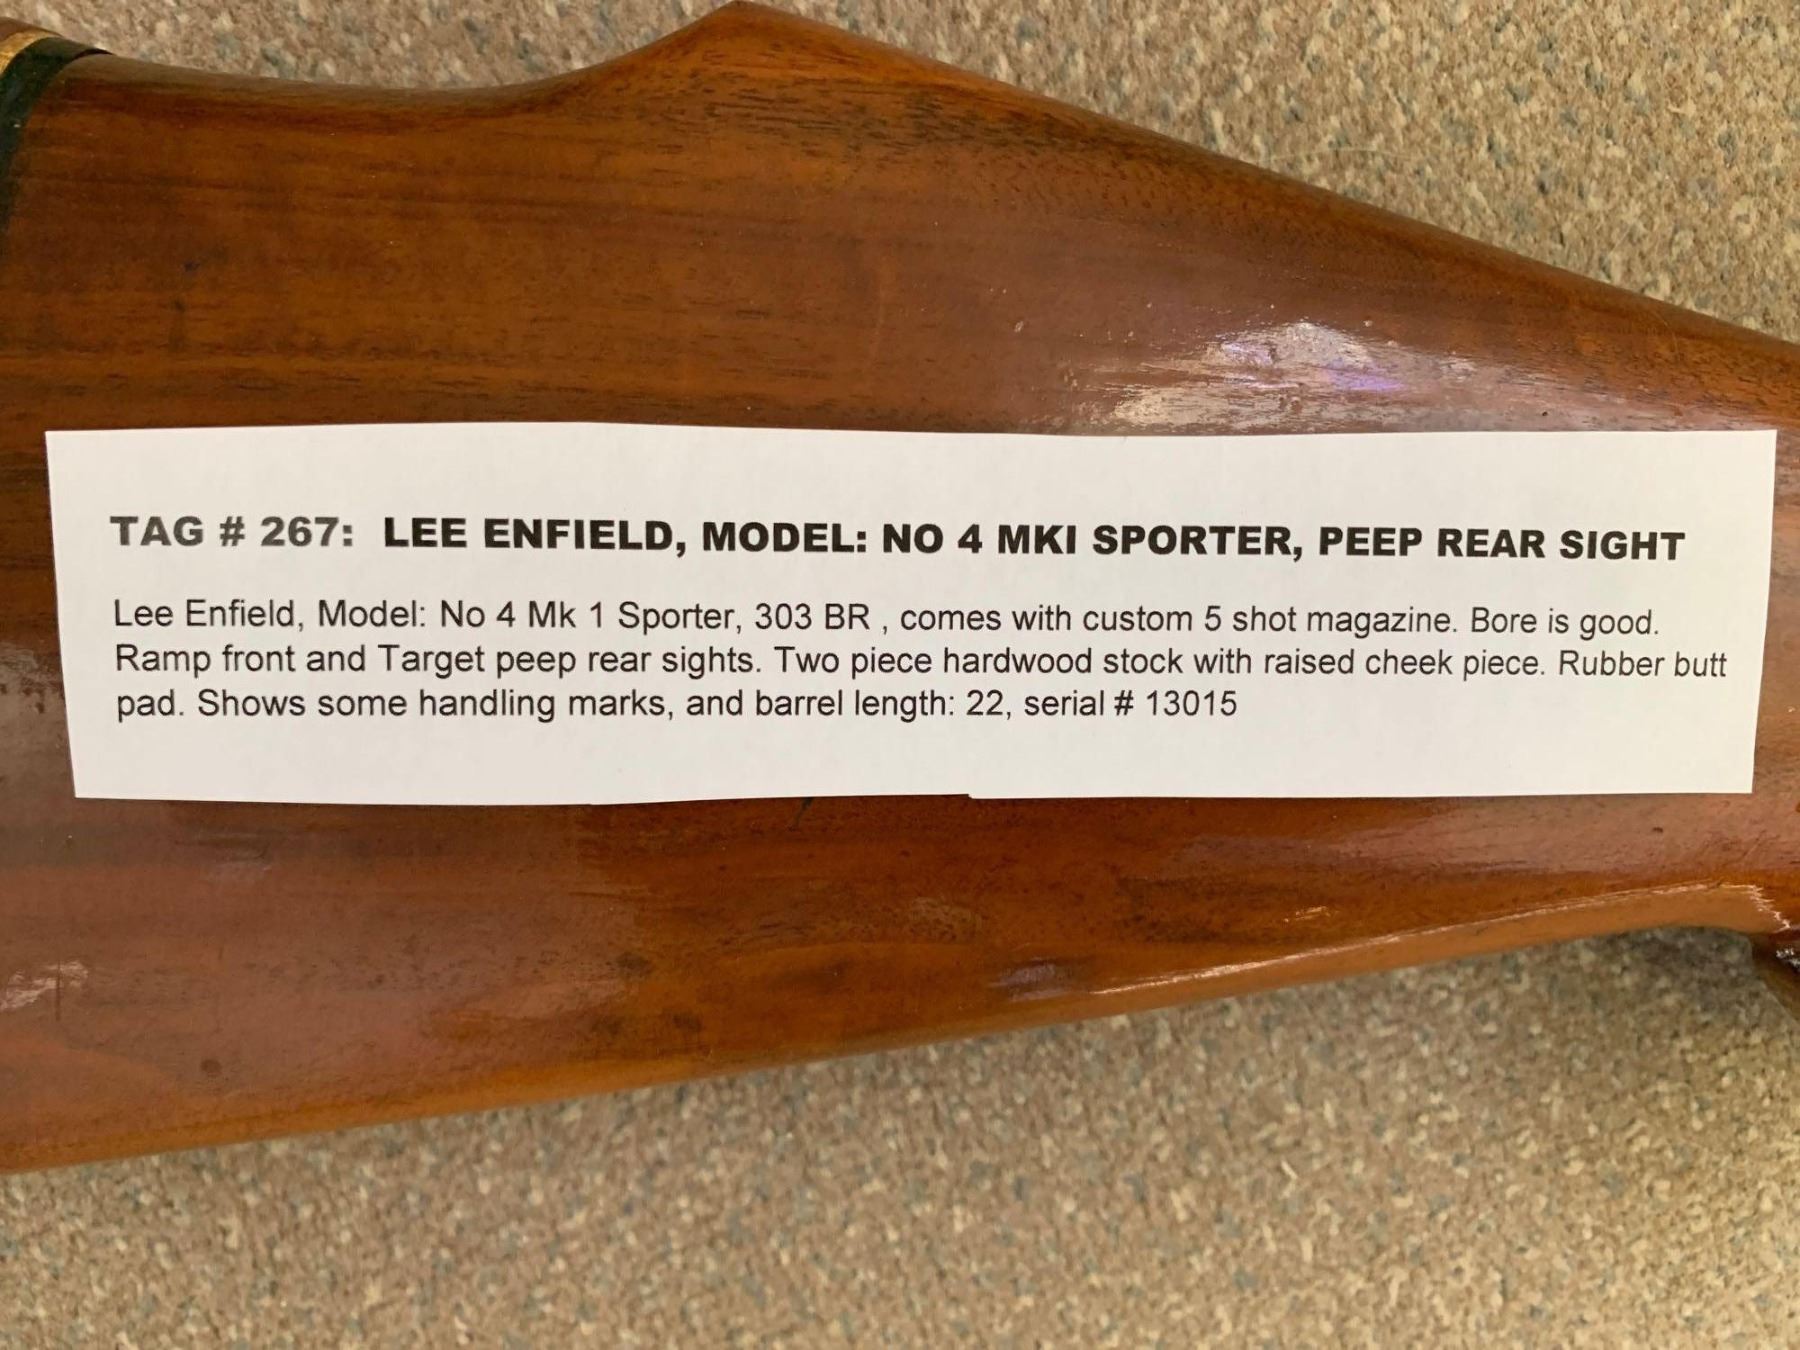 TAG # 267: LEE ENFIELD, MODEL: NO 4 MKI SPORTER, PEEP REAR SIGHT
Lee Enfield, Model: No 4 Mk 1 Sporter, 303 BR , comes with custom 5 shot magazine. Bore is good.
Ramp front and Target peep rear sights. Two piece hardwood stock with raised cheek piece. Rubber butt
pad. Shows some handling marks, and barrel length: 22, serial # 13015